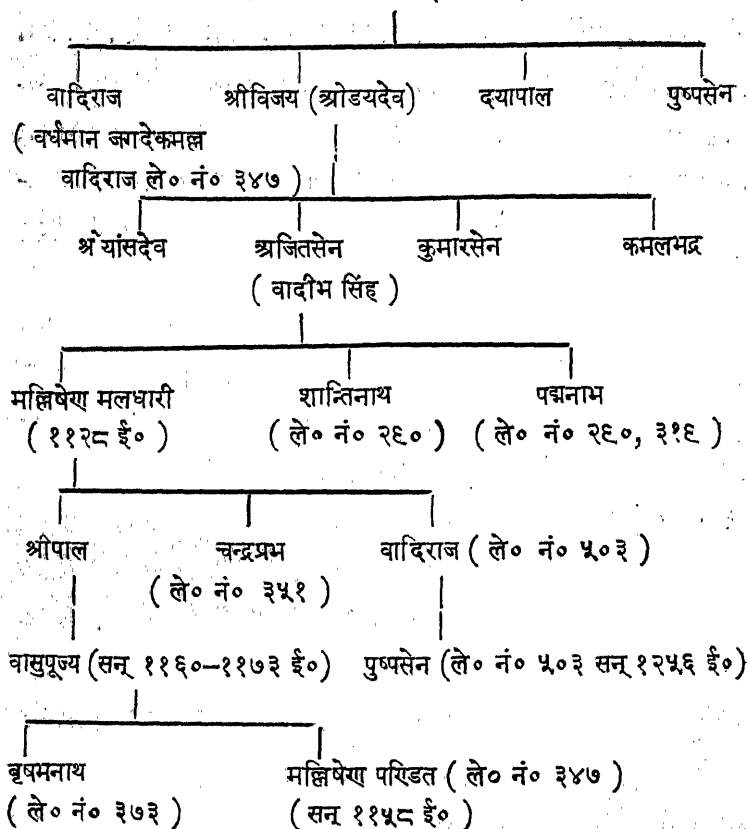 वादिराज श्रीविजय (ओडयदेव) दयापाल पुष्पसेन
( वर्धमान जगदेकमल्ल
वादिराज ले० नं० ३४७ )
श्रेयांसदेव अजितसेन कुमारसेन कमलभद्र
( वादीभ सिंह )
मल्लिषेण मलधारी शान्तिनाथ पद्मनाभ
( ११२८ ई० ) ( ले० नं० २९० ) ( ले० नं० २९०, ३१९ )
श्रीपाल चन्द्रप्रभ वादिराज ( ले० नं० ५०३ )
( ले० नं० ३५१ )
वासुपूज्य (सन् ११६०–११७३ ई०) पुष्पसेन (ले० नं० ५०३ सन् १२५६ ई०)
बृषभनाथ मल्लिषेण पण्डित ( ले० नं० ३४७ )
( ले० नं० ३७३ ) ( सन् ११५८ ई० )